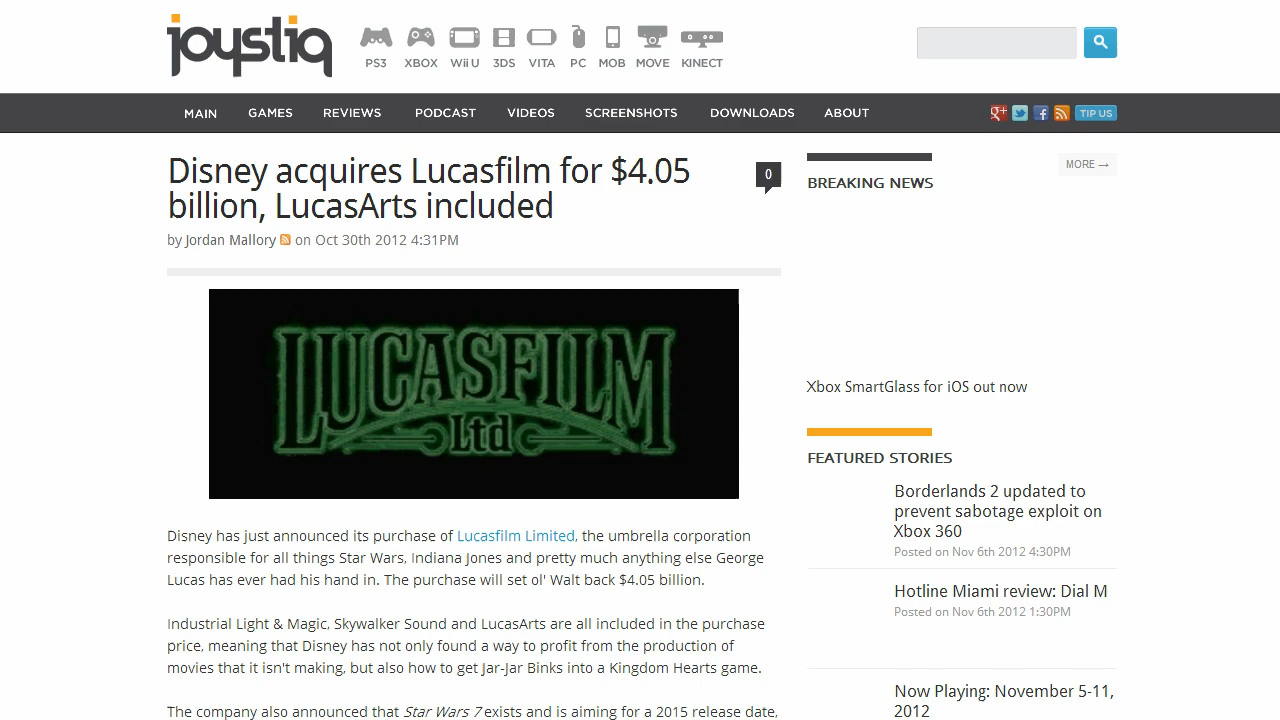 joystiq
PS3 XBOX Wii U 3DS VITA PC MOB MOVE KINECT
MAIN GAMES REVIEWS PODCAST VIDEOS SCREENSHOTS DOWNLOADS ABOUT
TIP US
Disney acquires Lucasfilm for $4.05
billion, LucasArts included
0
by Jordan Mallory on Oct 30th 2012 4:31PM
LUCASFILM
Ltd
Disney has just announced its purchase of Lucasfilm Limited, the umbrella corporation
responsible for all things Star Wars, Indiana Jones and pretty much anything else George
Lucas has ever had his hand in. The purchase will set ol' Walt back $4.05 billion.
Industrial Light & Magic, Skywalker Sound and LucasArts are all included in the purchase
price, meaning that Disney has not only found a way to profit from the production of
movies that it isn't making, but also how to get Jar-Jar Binks into a Kingdom Hearts game.
The company also announced that Star Wars 7 exists and is aiming for a 2015 release date,
MORE →
BREAKING NEWS
Xbox SmartGlass for iOS out now
FEATURED STORIES
Borderlands 2 updated to
prevent sabotage exploit on
Xbox 360
Posted on Nov 6th 2012 4:30PM
Hotline Miami review: Dial M
Posted on Nov 6th 2012 1:30PM
Now Playing: November 5-11,
2012